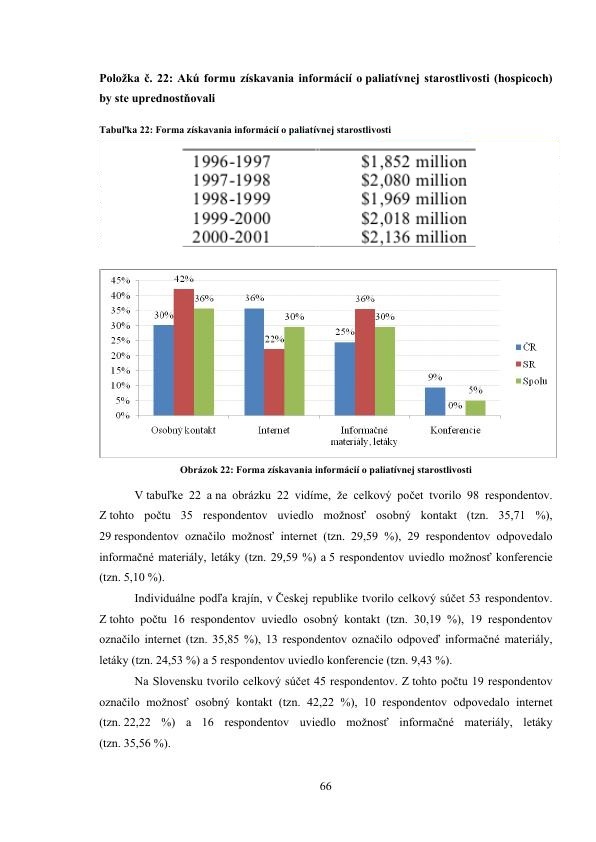 Položka č. 22: Akú formu získavania informácií o paliatívnej starostlivosti (hospicoch)
by ste uprednostňovali
Tabuľka 22: Forma získavania informácií o paliatívnej starostlivosti
1996-1997 $1,852 million
1997-1998 $2,080 million
1998-1999 $1,969 million
1999-2000 $2,018 million
2000-2001 $2,136 million
45%
40%
35%
30%
25%
20%
15%
10%
5%
0%
30% 42% 36%
36% 22% 30%
25% 36% 30%
9% 0% 5%
Osobný kontakt Internet Informačné Konferencie
materiály, letáky
ČR
SR
Spolu
Obrázok 22: Forma získavania informácií o paliatívnej starostlivosti
V tabuľke 22 a na obrázku 22 vidíme, že celkový počet tvorilo 98 respondentov.
Z tohto počtu 35 respondentov uviedlo možnosť osobný kontakt (tzn. 35,71 %),
29 respondentov označilo možnosť internet (tzn. 29,59 %), 29 respondentov odpovedalo
informačné materiály, letáky (tzn. 29,59 %) a 5 respondentov uviedlo možnosť konferencie
(tzn. 5,10 %).
Individuálne podľa krajín, v Českej republike tvorilo celkový súčet 53 respondentov.
Z tohto počtu 16 respondentov uviedlo osobný kontakt (tzn. 30,19 %), 19 respondentov
označilo internet (tzn. 35,85 %), 13 respondentov označilo odpoveď informačné materiály,
letáky (tzn. 24,53 %) a 5 respondentov uviedlo konferencie (tzn. 9,43 %).
Na Slovensku tvorilo celkový súčet 45 respondentov. Z tohto počtu 19 respondentov
označilo možnosť osobný kontakt (tzn. 42,22 %), 10 respondentov odpovedalo internet
(tzn. 22,22 %) a 16 respondentov uviedlo možnosť informačné materiály, letáky
(tzn. 35,56 %).
66